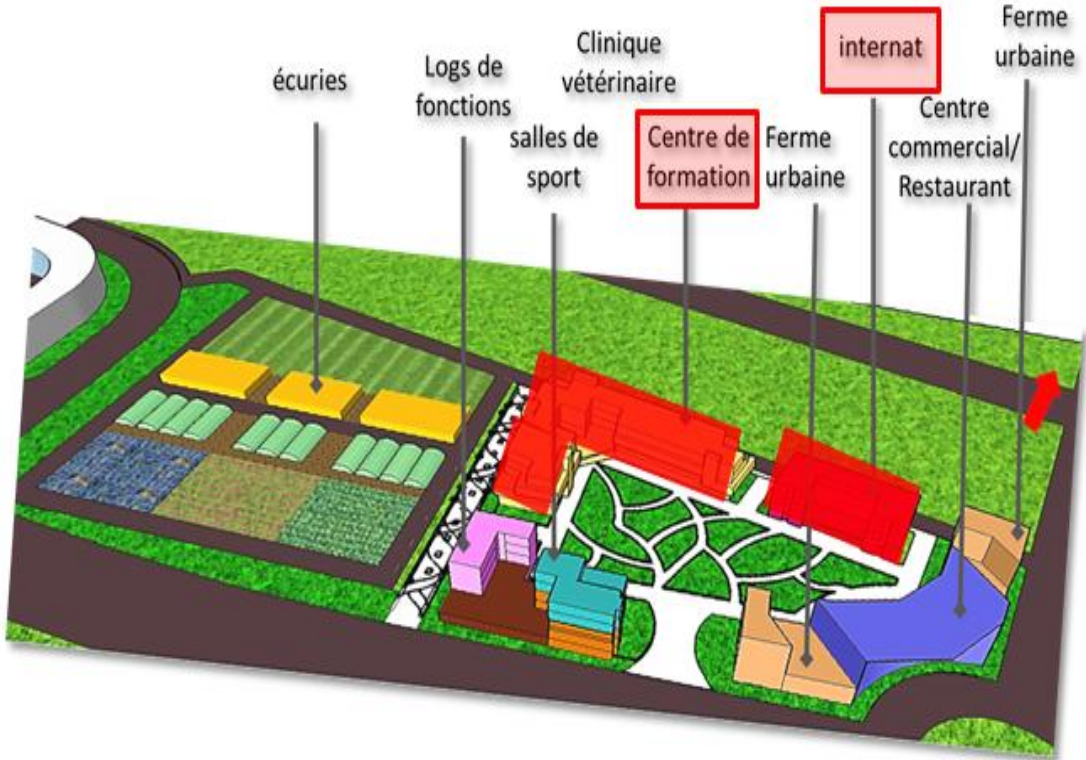 écuries
Logs de
fonctions
Clinique
vétérinaire
salles de
sport
Centre de
formation
Ferme
urbaine
internat
Centre
commercial/
Restaurant
Ferme
urbaine